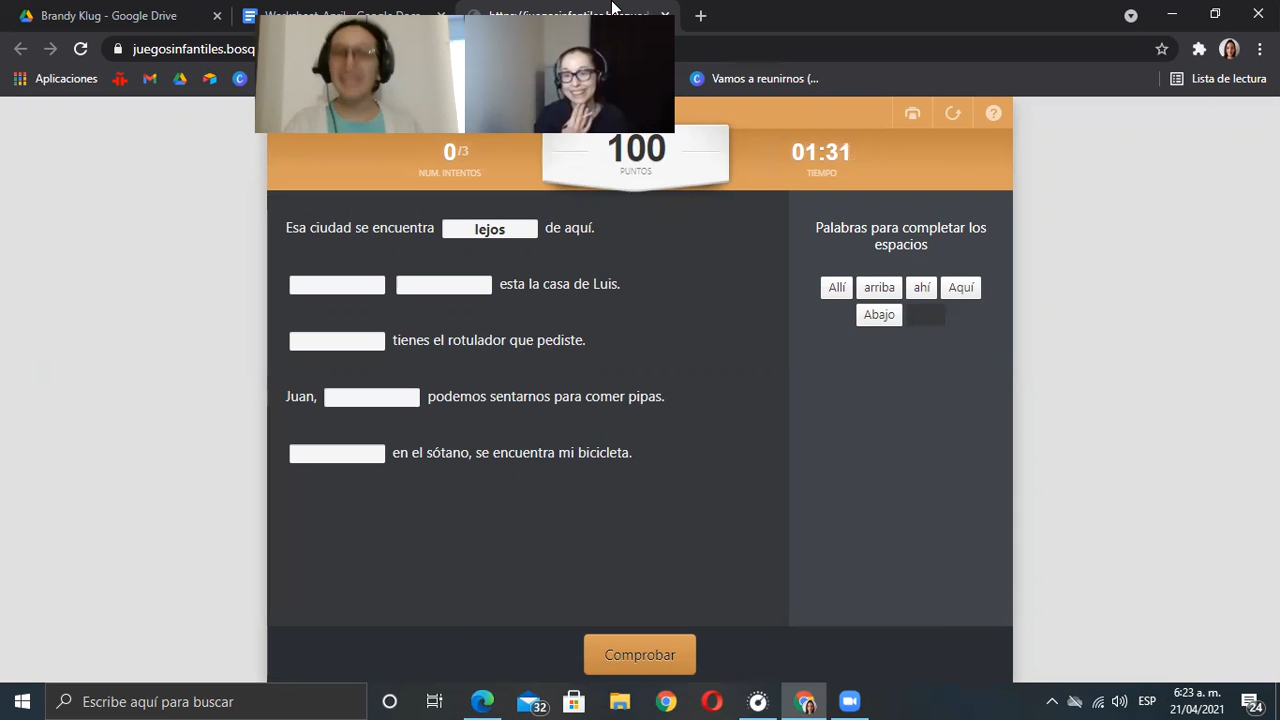 Brandy Klug - Google Drive
juegosinfantiles.bosq
Aplicaciones
Vamos a reunirnos (...
Lista de lectura
0/3
NUM. INTENTOS
100
PUNTOS
01:31
TIEMPO
Esa ciudad se encuentra lejos de aquí.
esta la casa de Luis.
tienes el rotulador que pediste.
Juan, podemos sentarnos para comer pipas.
en el sótano, se encuentra mi bicicleta.
Palabras para completar los
espacios
Allí arriba ahí Aquí
Abajo
Comprobar
Escribe aquí para buscar
32
ESP
6:23 a. m.
21/04/2021
24